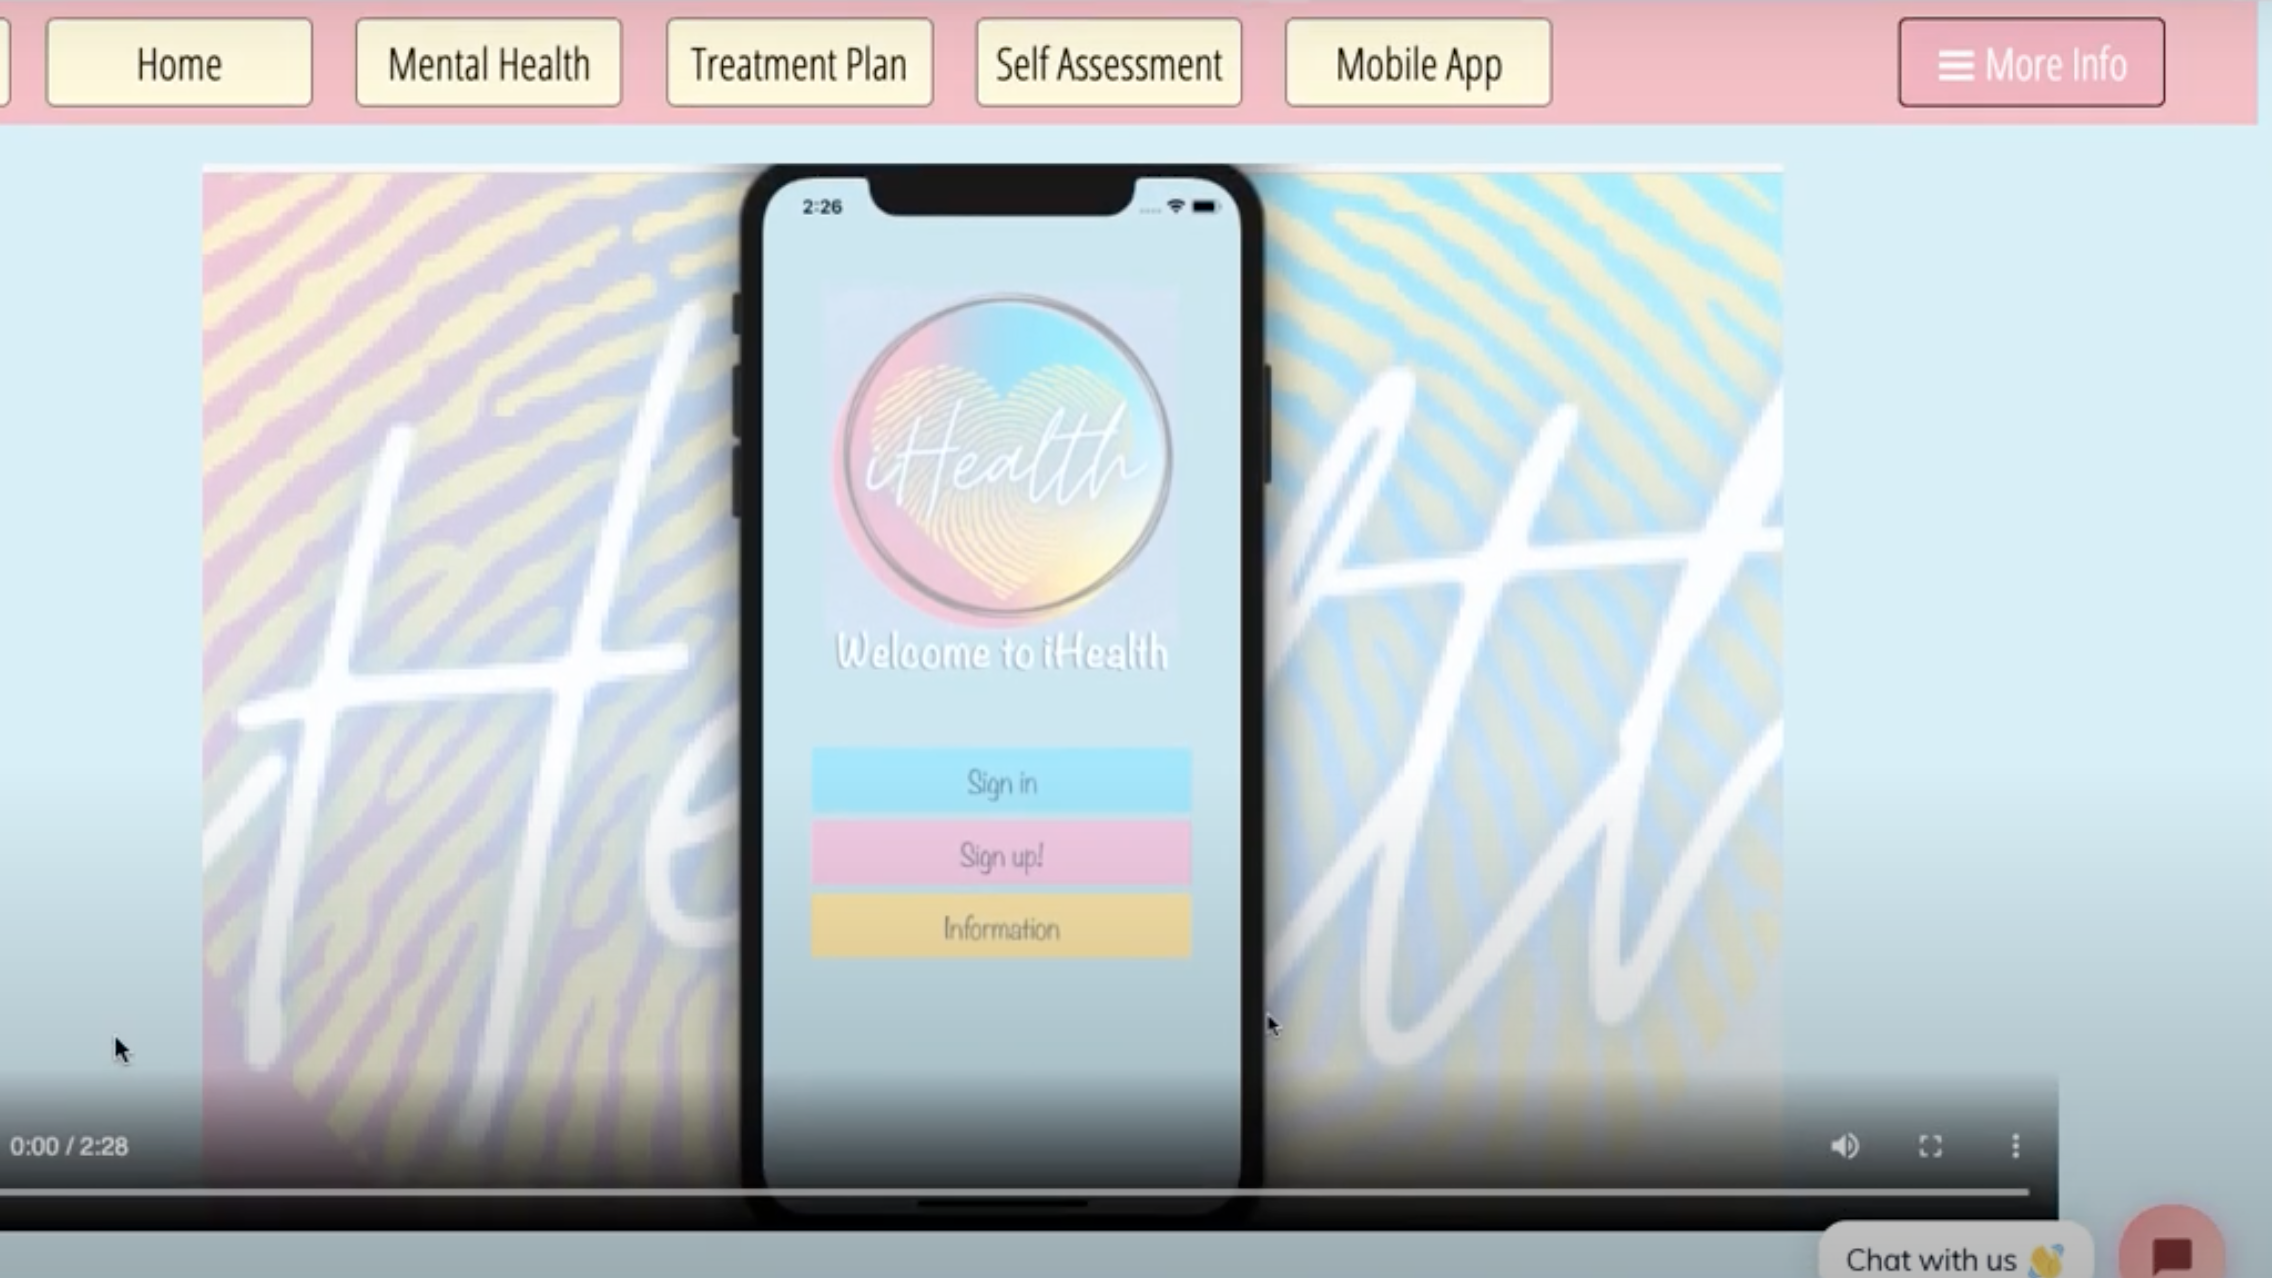 Home
Mental Health
Treatment Plan
Self Assessment
Mobile App
More Info
2:26
iHealth
Welcome to iHealth
Sign in
Sign up!
Information
0:00 / 2:28
Chat with us 👋